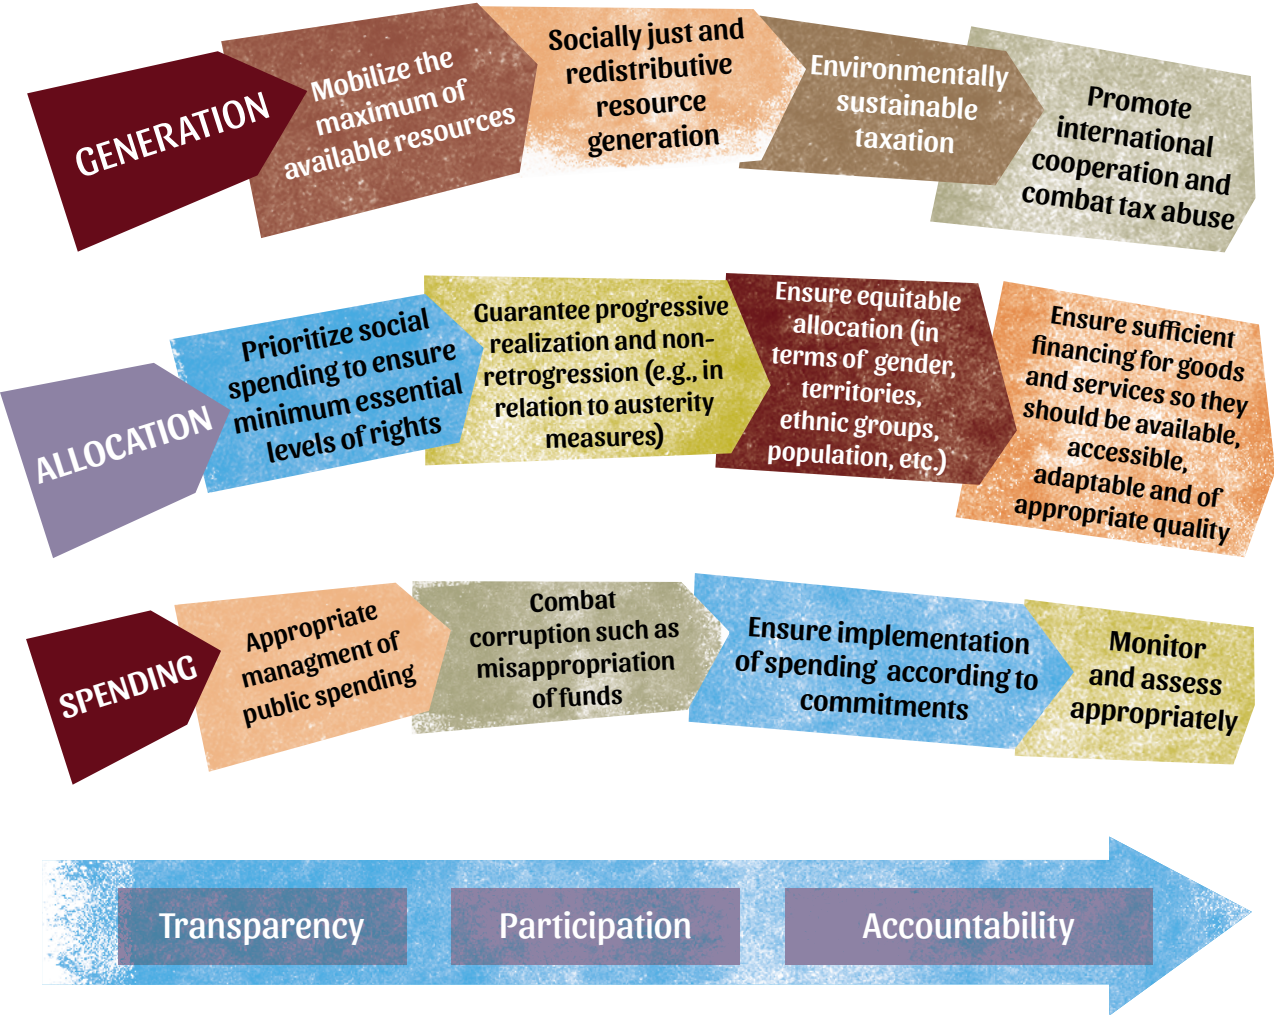 GENERATION
Mobilize the
maximum of
available resources
Socially just and
redistributive
resource
generation
Environmentally
sustainable
taxation
Promote
international
cooperation and
combat tax abuse
ALLOCATION
Prioritize social
spending to ensure
minimum essential
levels of rights
Guarantee progressive
realization and non-
retrogression (e.g., in
relation to austerity
measures)
Ensure equitable
allocation (in
terms of gender,
territories,
ethnic groups,
population, etc.)
Ensure sufficient
financing for goods
and services so they
should be available,
accessible,
adaptable and of
appropriate quality
SPENDING
Appropriate
managment of
public spending
Combat
corruption such as
misappropriation
of funds
Ensure implementation
of spending according to
commitments
Monitor
and assess
appropriately
Transparency
Participation
Accountability